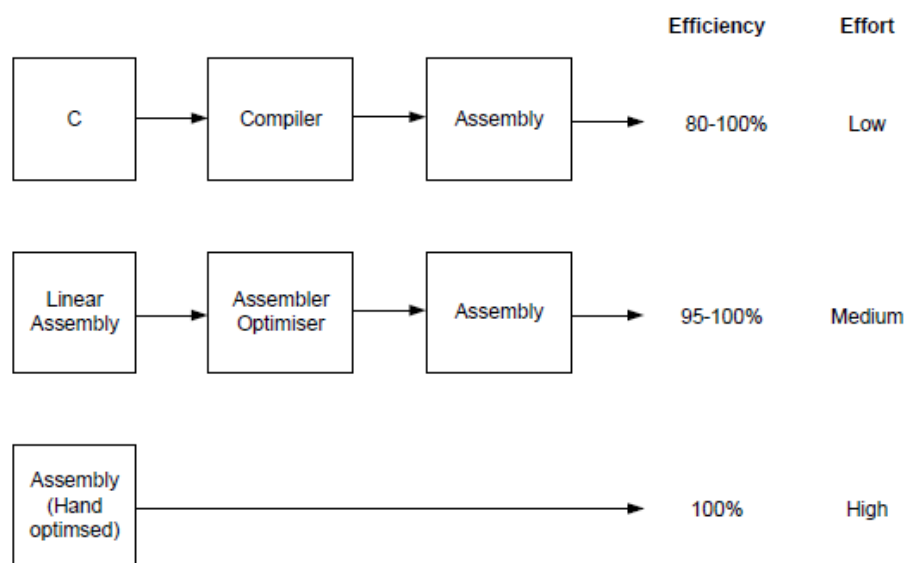 Efficiency Effort
C Compiler Assembly 80-100% Low
Linear
Assembly
Assembler
Optimiser
Assembly 95-100% Medium
Assembly
(Hand
optimsed)
100% High